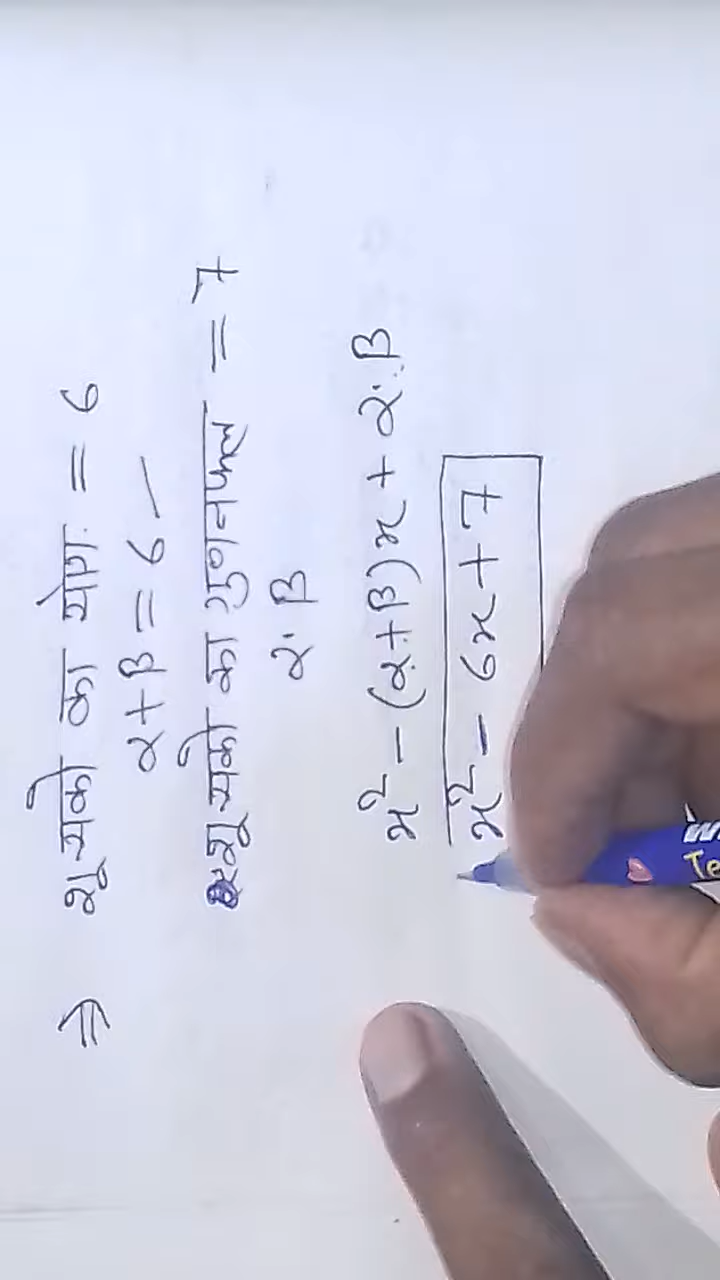 ⇒ शून्यकों का योग = 6
α+β = 6 –
शून्यकों का गुणनफल = 7
α·β
x² – (α+β)x + α·β
x² – 6x + 7